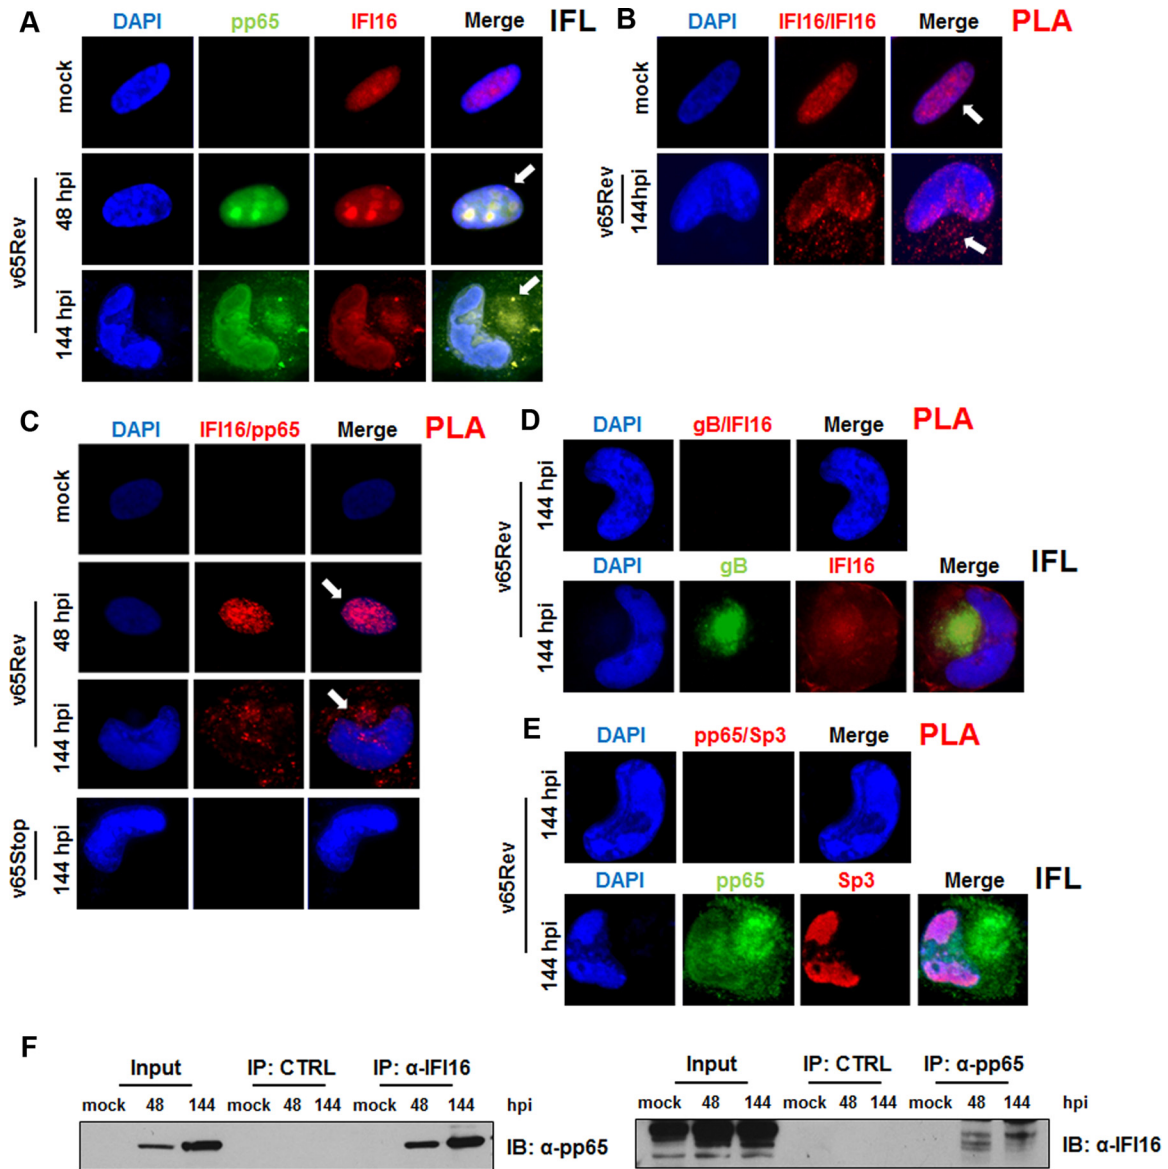 A
DAPI pp65 IFI16 Merge IFL
mock
v65Rev
48 hpi
144 hpi
B
DAPI IFI16/IFI16 Merge PLA
mock
v65Rev
144hpi
C
DAPI IFI16/pp65 Merge PLA
mock
v65Rev
48 hpi
144 hpi
v65Stop
144 hpi
D
DAPI gB/IFI16 Merge PLA
v65Rev
144 hpi
DAPI gB IFI16 Merge IFL
144 hpi
E
DAPI pp65/Sp3 Merge PLA
v65Rev
144 hpi
DAPI pp65 Sp3 Merge IFL
144 hpi
F
Input IP: CTRL IP: α-IFI16
mock 48 144 mock 48 144 mock 48 144 hpi
IB: α-pp65
Input IP: CTRL IP: α-pp65
mock 48 144 mock 48 144 mock 48 144 hpi
IB: α-IFI16